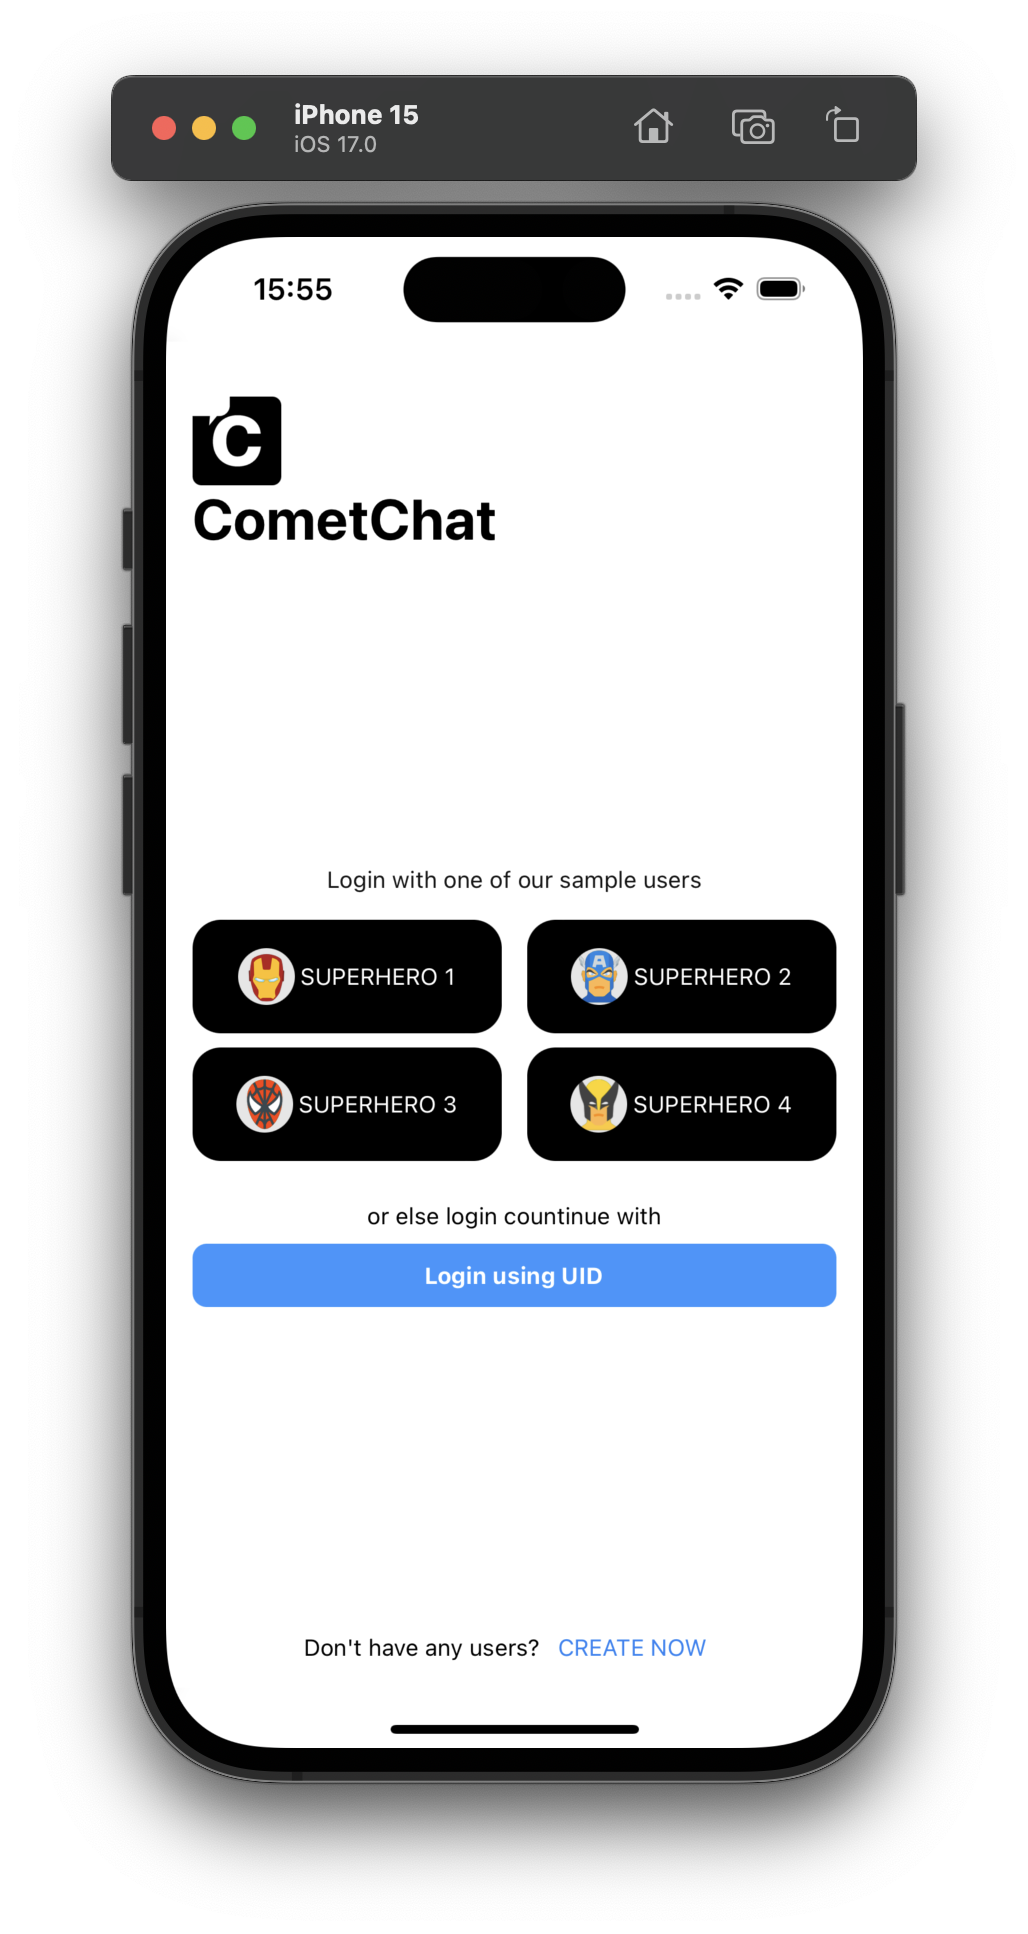 iPhone 15
iOS 17.0
15:55
C
CometChat
Login with one of our sample users
SUPERHERO 1
SUPERHERO 2
SUPERHERO 3
SUPERHERO 4
or else login countinue with
Login using UID
Don't have any users? CREATE NOW